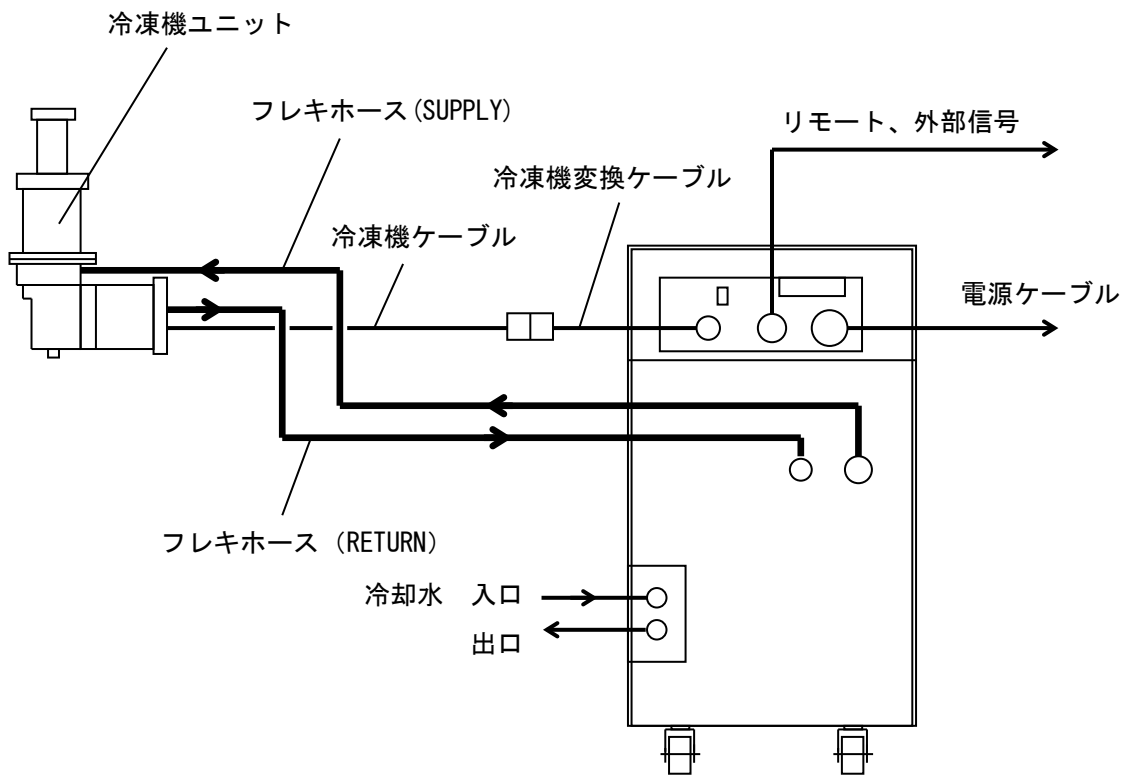 冷凍機ユニット
フレキホース(SUPPLY)
リモート、外部信号
冷凍機変換ケーブル
冷凍機ケーブル
電源ケーブル
フレキホース（RETURN）
冷却水　入口
出口